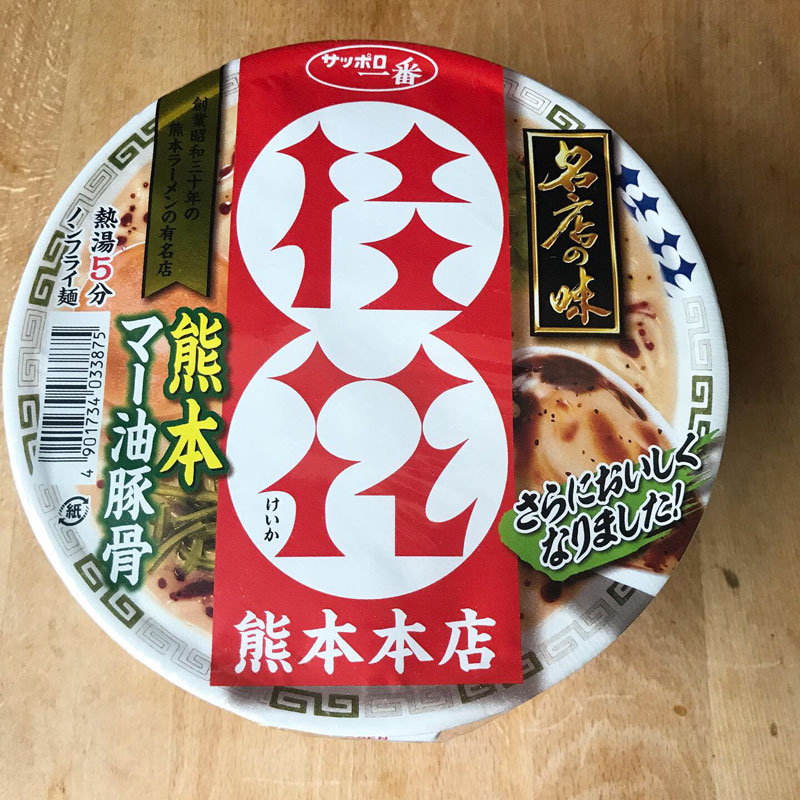 サッポロ
一番
創業昭和三十年の
熊本ラーメンの有名店
名店の味
桂花
けいか
熊本本店
熱湯5分
ノンフライ麺
熊本
マー油豚骨
さらにおいしく
なりました!
4 901734 033875
紙